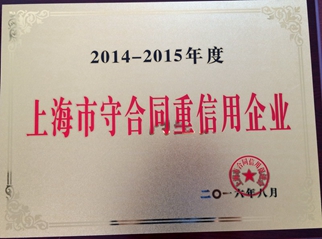 2014-2015年度
上海市守合同重信用企业
二〇一六年八月